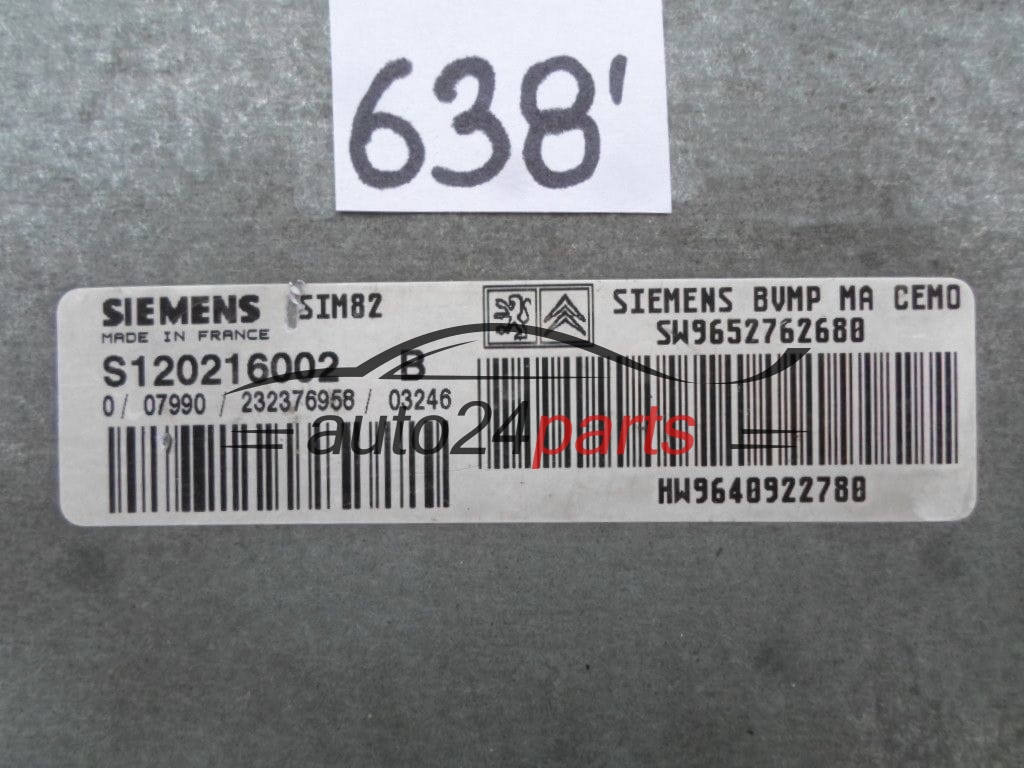 638'
SIEMENS SIM82
MADE IN FRANCE
S120216002 B
0/ 07990 / 232376958 / 03246
SIEMENS BVMP MA CEMO
SW9652762680
HW9640922780
auto24parts